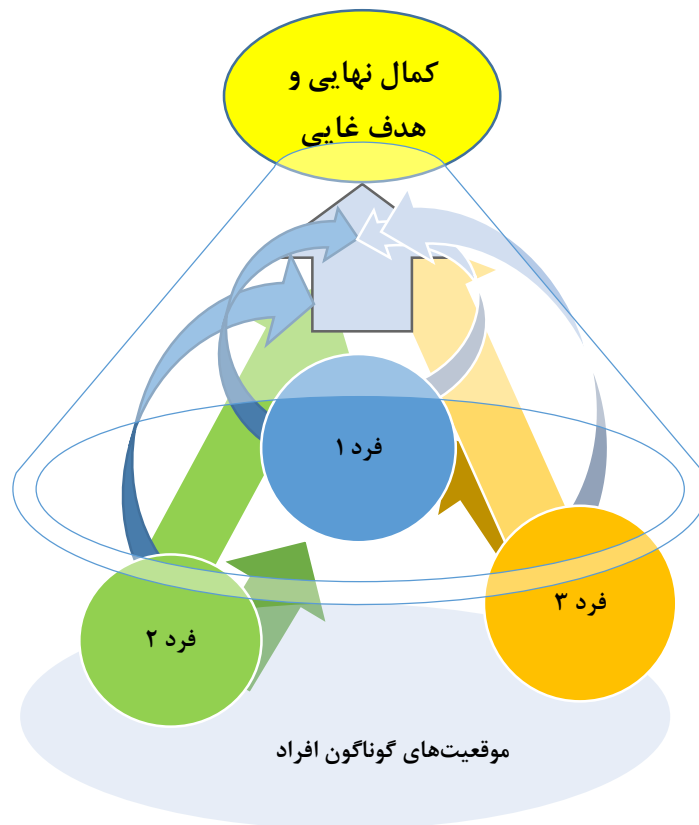 کمال نهایی و
هدف غایی
فرد ۱
فرد ۲
فرد ۳
موقعیت‌های گوناگون افراد